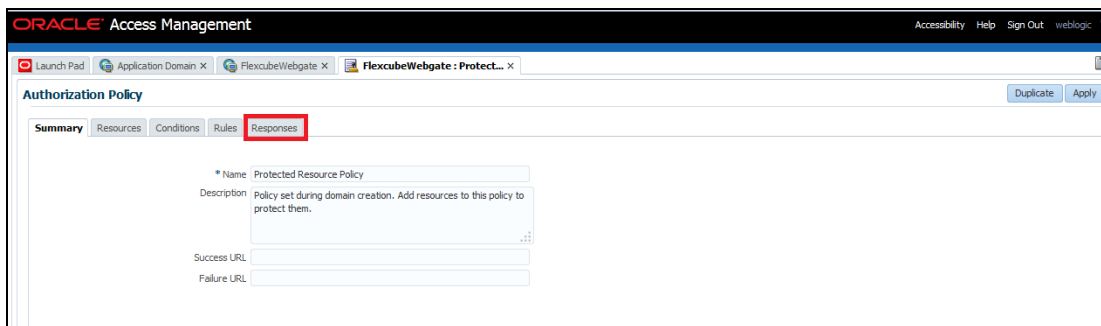 ORACLE Access Management
Accessibility Help Sign Out weblogic
Launch Pad Application Domain × FlexcubeWebgate × FlexcubeWebgate : Protect... ×
Authorization Policy
Duplicate Apply
Summary Resources Conditions Rules Responses
* Name Protected Resource Policy
Description Policy set during domain creation. Add resources to this policy to
protect them.
Success URL
Failure URL